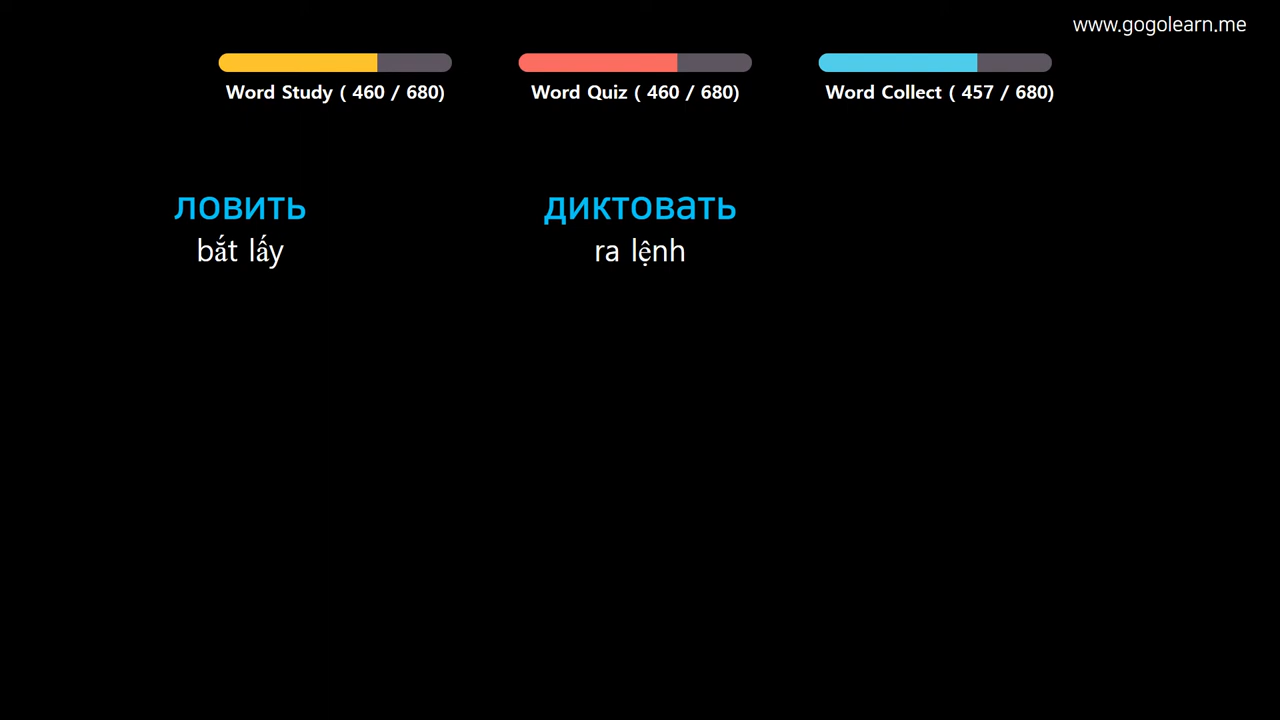 www.gogolearn.me
Word Study ( 460 / 680)
Word Quiz ( 460 / 680)
Word Collect ( 457 / 680)
ловить
bắt lấy
диктовать
ra lệnh